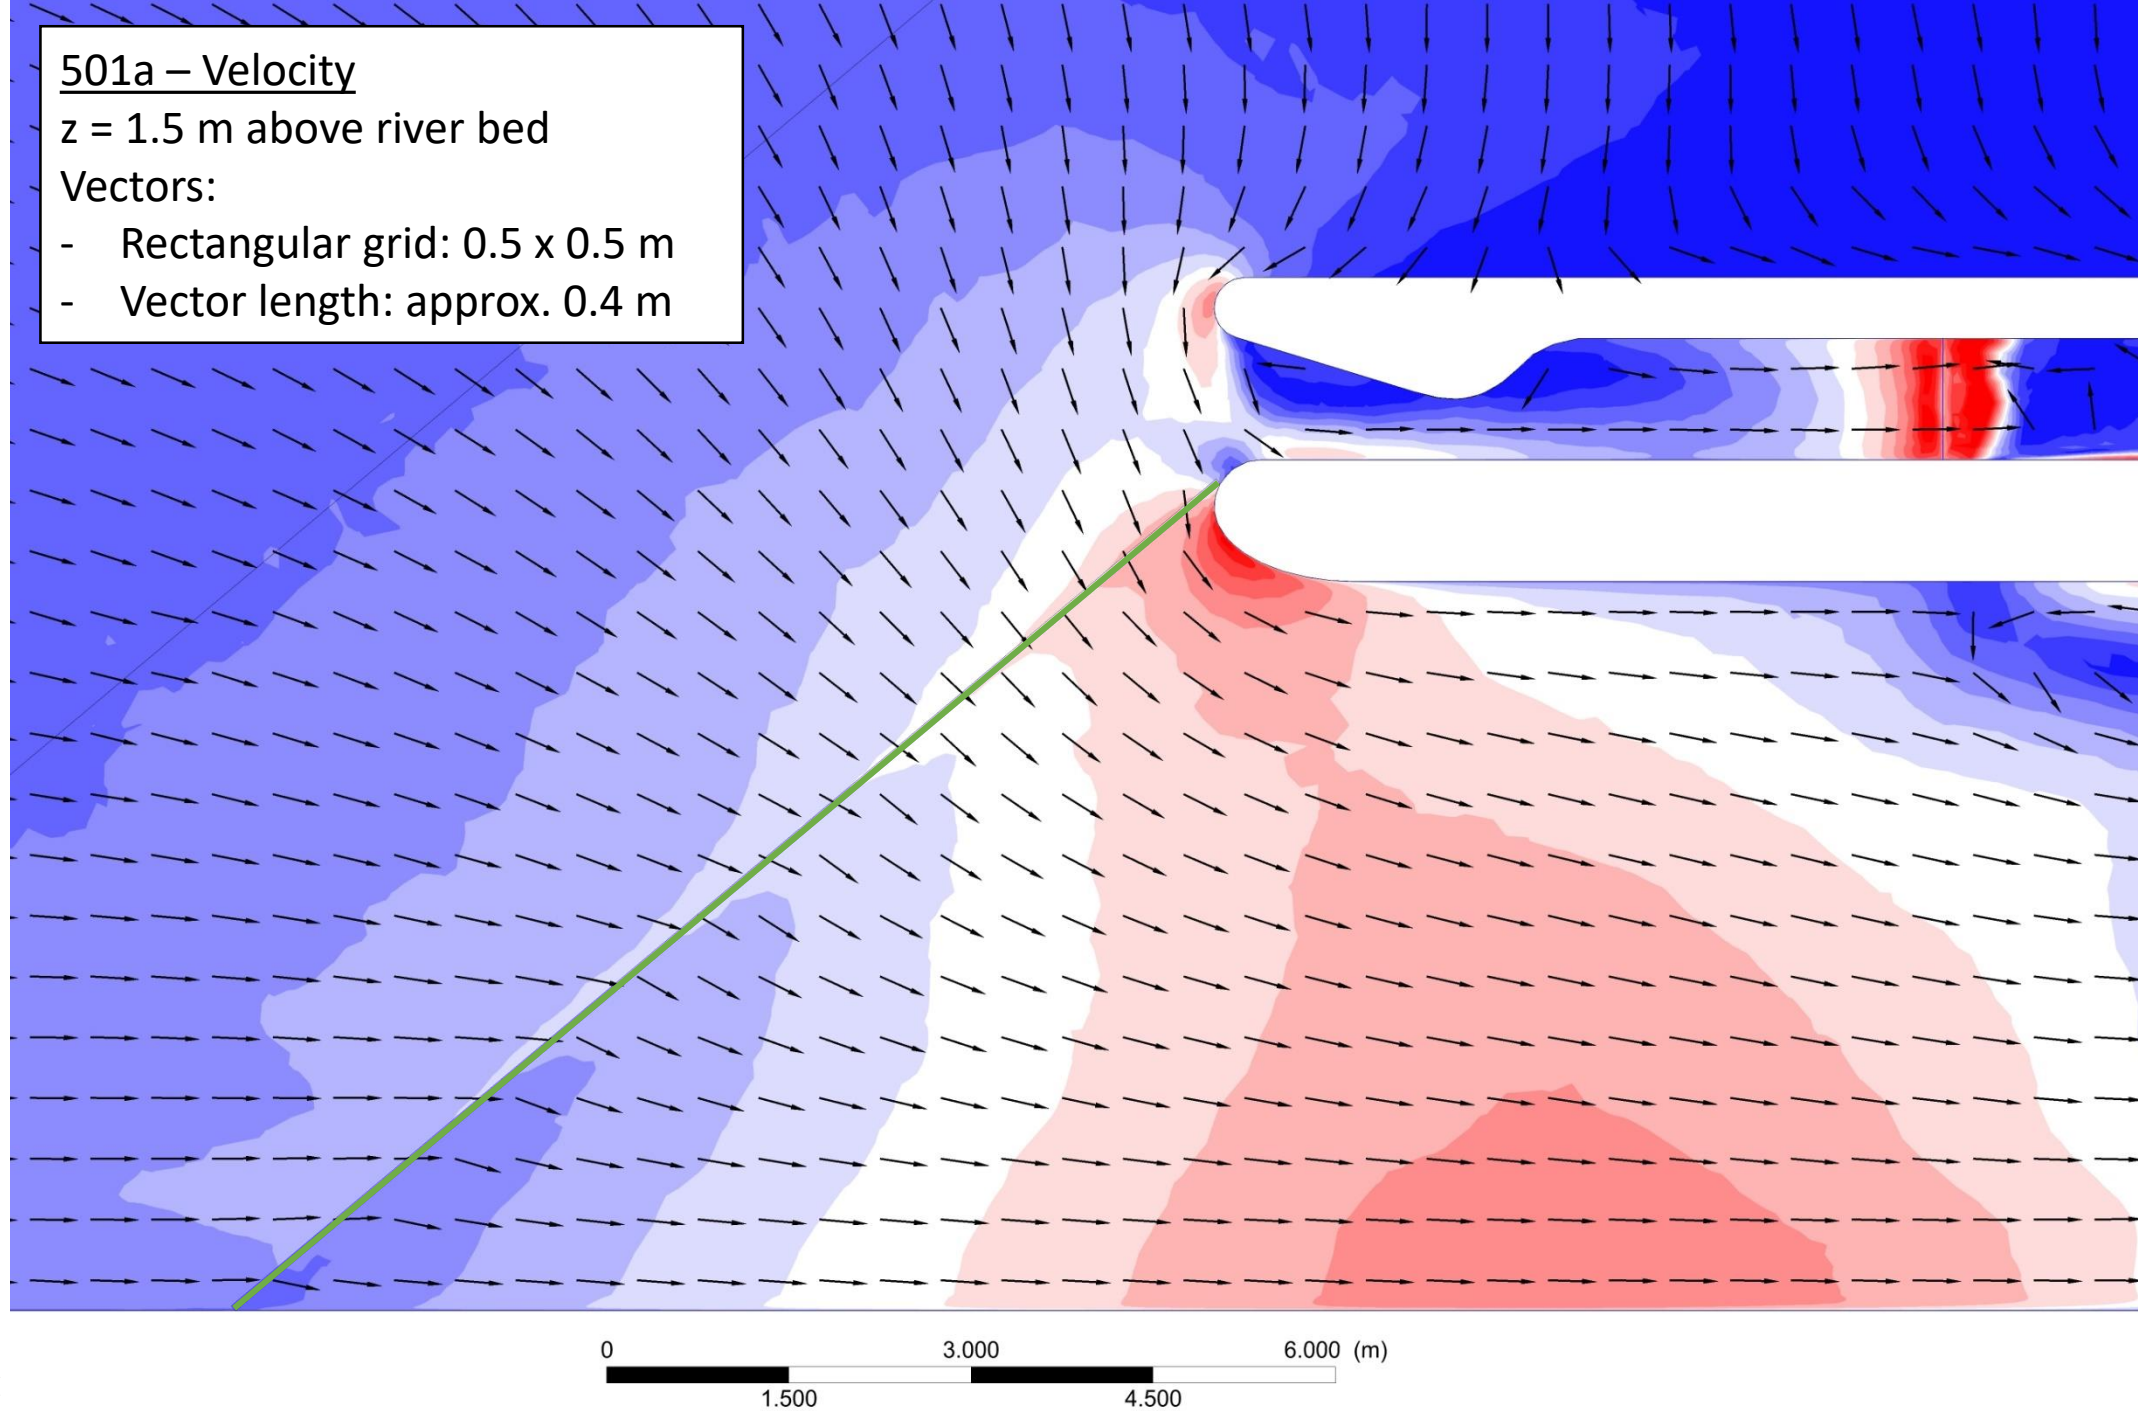 501a – Velocity
z = 1.5 m above river bed
Vectors:
- Rectangular grid: 0.5 x 0.5 m
- Vector length: approx. 0.4 m
0 3.000 6.000 (m)
1.500 4.500